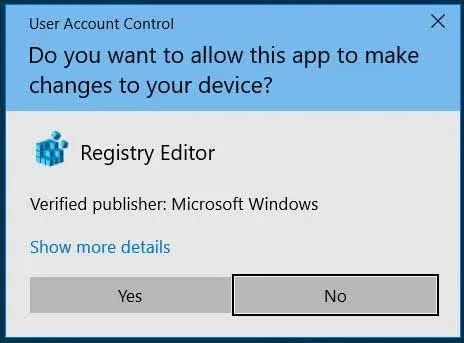 User Account Control
Do you want to allow this app to make
changes to your device?
Registry Editor
Verified publisher: Microsoft Windows
Show more details
Yes
No